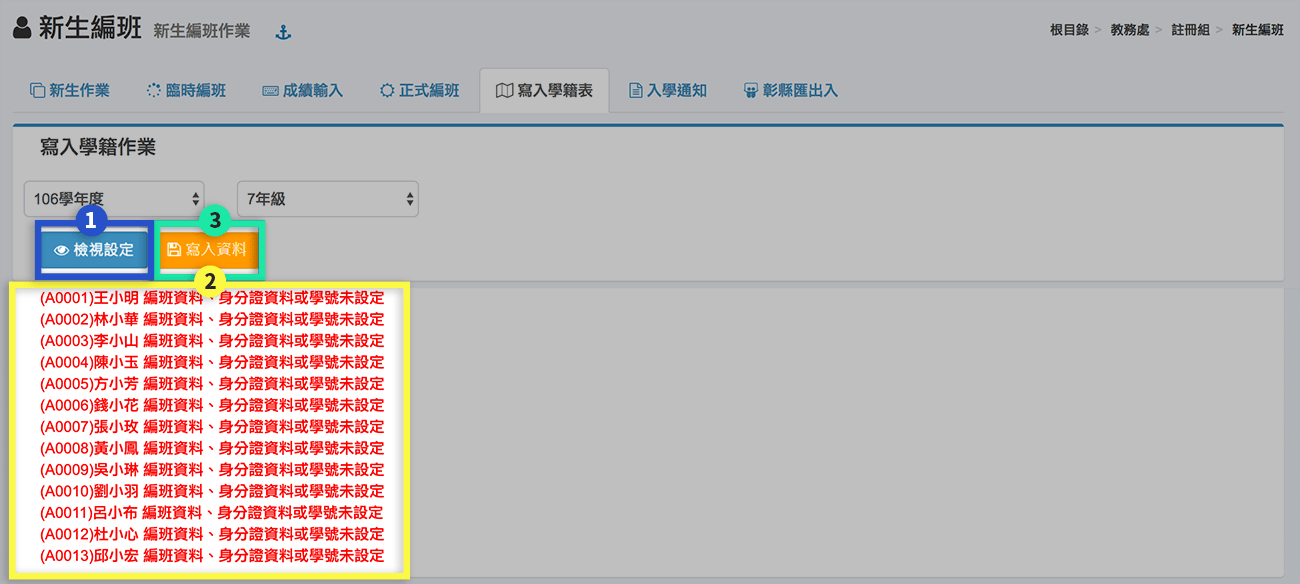 新生編班 新生編班作業
根目錄 > 教務處 > 註冊組 > 新生編班
新生作業 臨時編班 成績輸入 正式編班 寫入學籍表 入學通知 彰縣匯出入
寫入學籍作業
106學年度 7年級
1 3
檢視設定 寫入資料
2
(A0001)王小明 編班資料、身分證資料或學號未設定
(A0002)林小華 編班資料、身分證資料或學號未設定
(A0003)李小山 編班資料、身分證資料或學號未設定
(A0004)陳小玉 編班資料、身分證資料或學號未設定
(A0005)方小芳 編班資料、身分證資料或學號未設定
(A0006)錢小花 編班資料、身分證資料或學號未設定
(A0007)張小玫 編班資料、身分證資料或學號未設定
(A0008)黃小鳳 編班資料、身分證資料或學號未設定
(A0009)吳小琳 編班資料、身分證資料或學號未設定
(A0010)劉小羽 編班資料、身分證資料或學號未設定
(A0011)呂小布 編班資料、身分證資料或學號未設定
(A0012)杜小心 編班資料、身分證資料或學號未設定
(A0013)邱小宏 編班資料、身分證資料或學號未設定